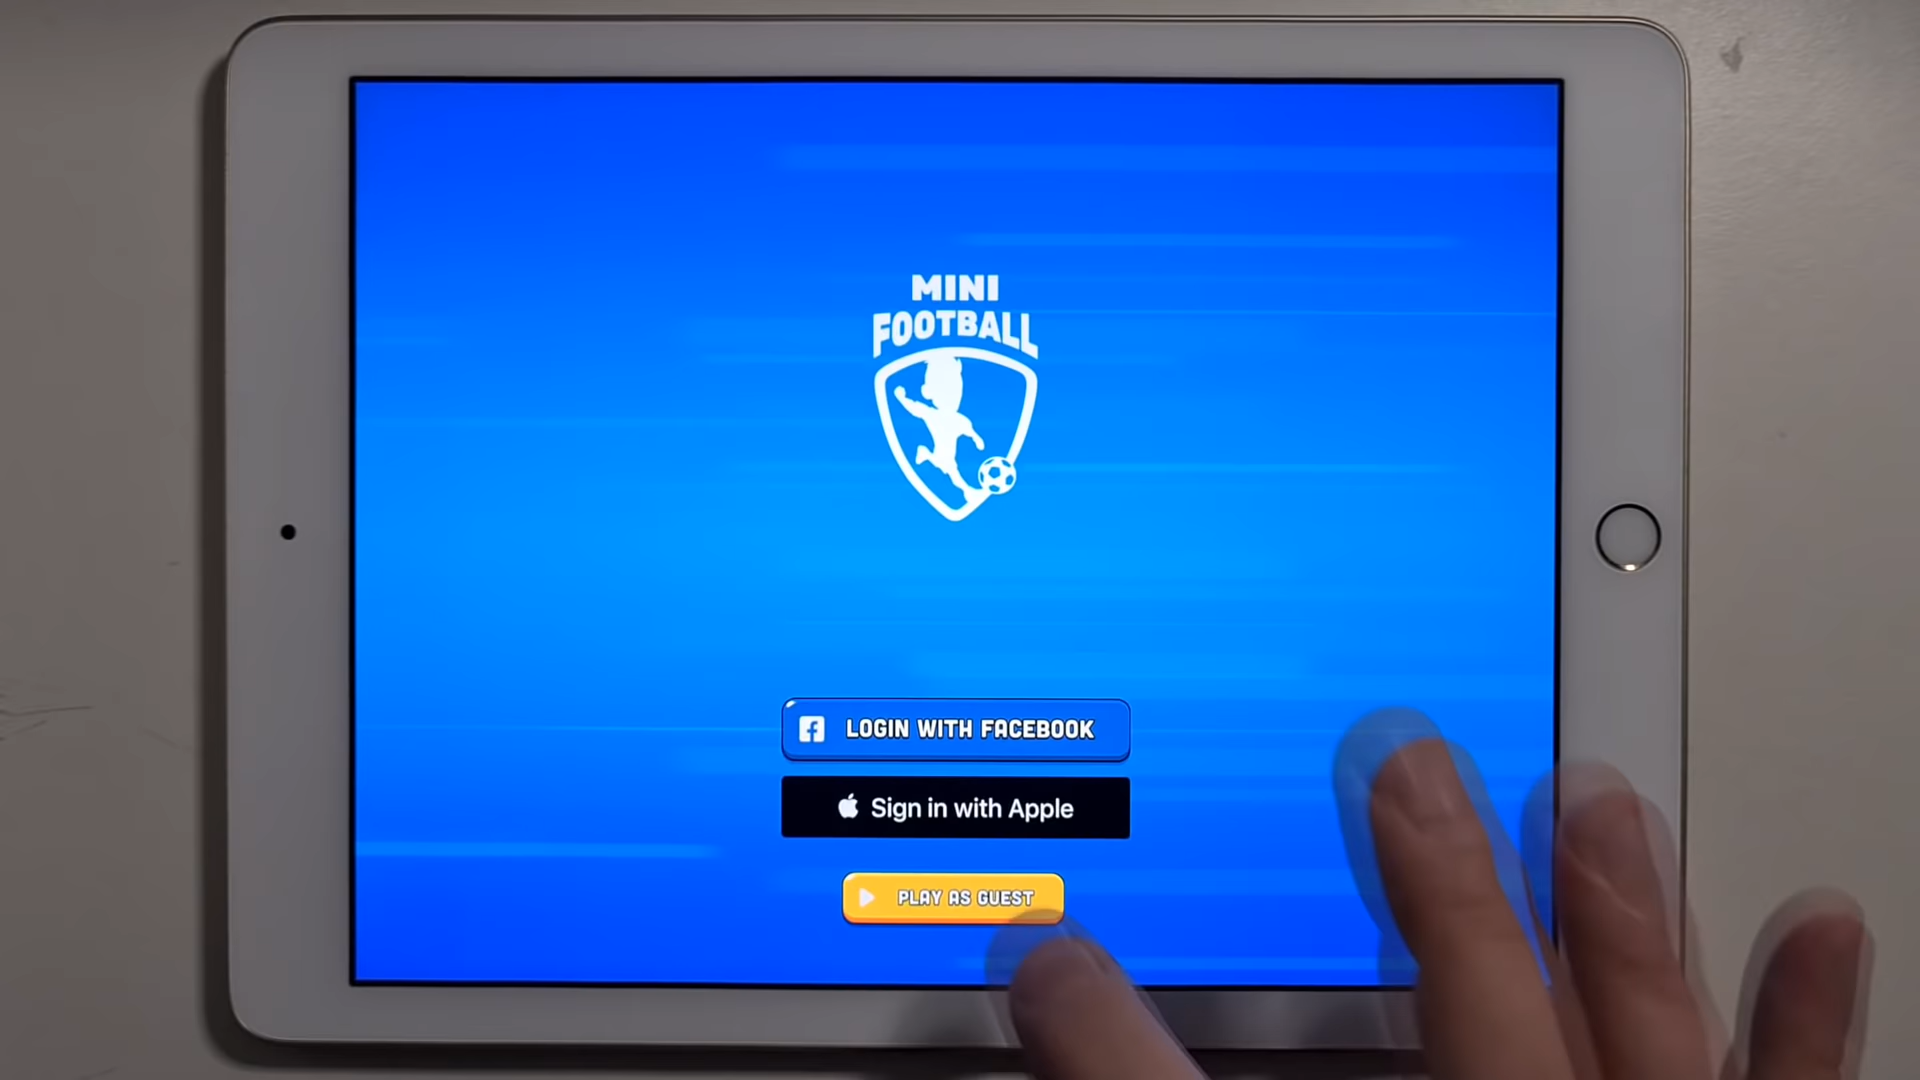 MINI
FOOTBALL
LOGIN WITH FACEBOOK
Sign in with Apple
PLAY AS GUEST